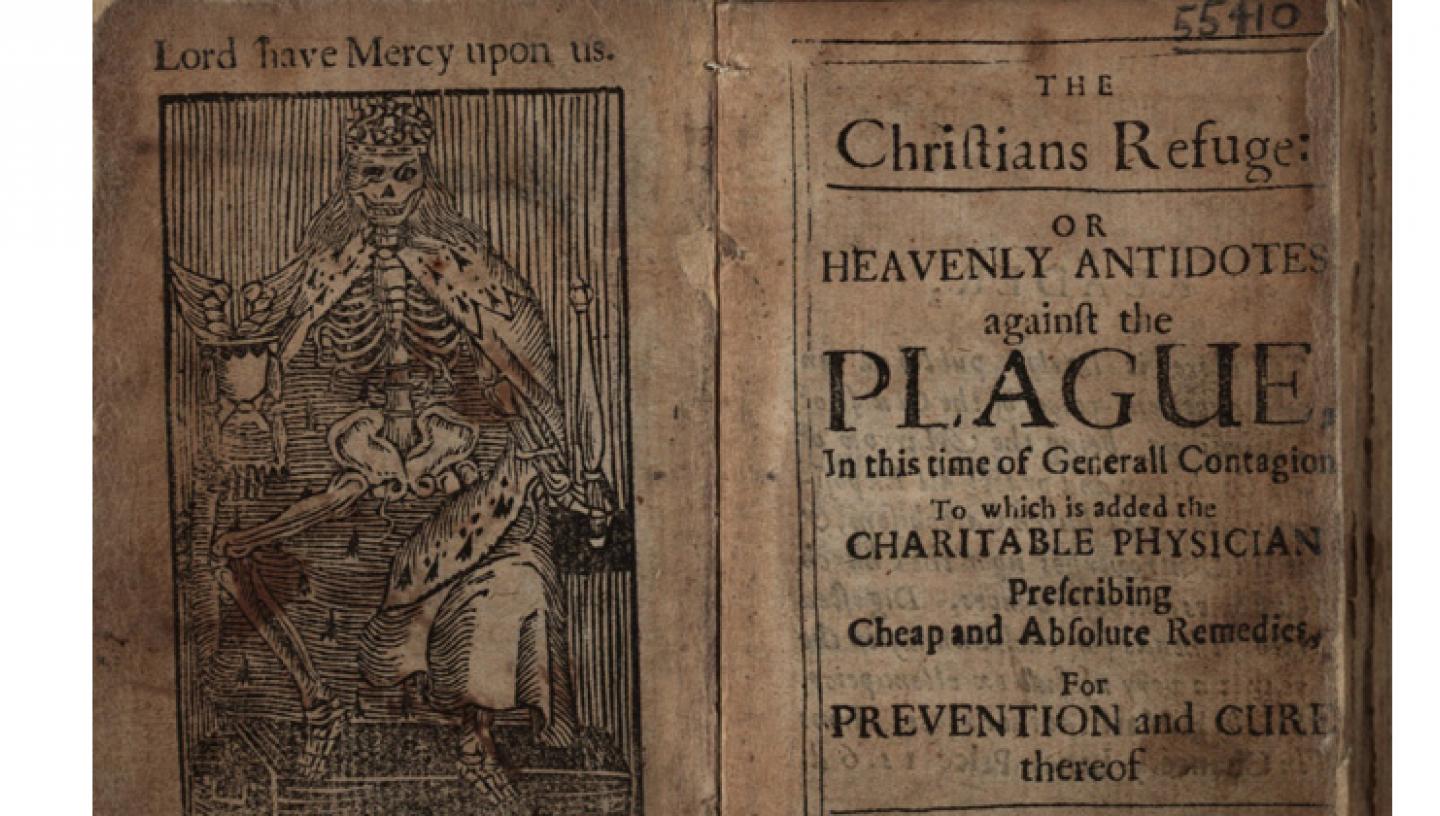 Lord have Mercy upon us.
55410
THE
Chriſtians Refuge:
OR
HEAVENLY ANTIDOTES
againſt the
PLAGUE,
In this time of Generall Contagion
To which is added the
CHARITABLE PHYSICIAN
Preſcribing
Cheap and Abſolute Remedies,
For
PREVENTION and CURE
thereof